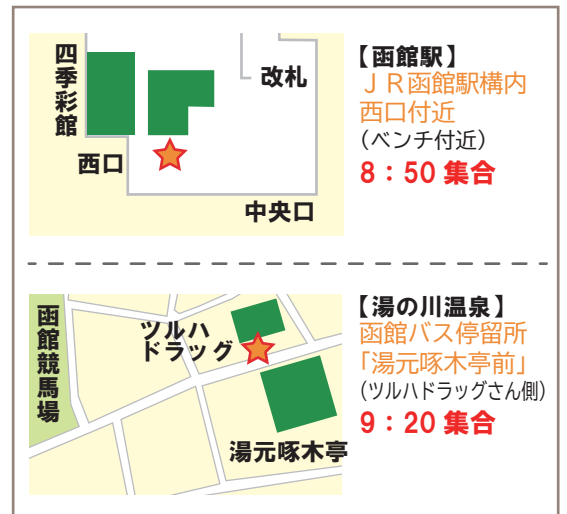 四季彩館
改札
西口
中央口
【函館駅】
ＪＲ函館駅構内
西口付近
（ベンチ付近）
8：50 集合
函館競馬場
ツルハ
ドラッグ
湯元啄木亭
【湯の川温泉】
函館バス停留所
「湯元啄木亭前」
（ツルハドラッグさん側）
9：20 集合